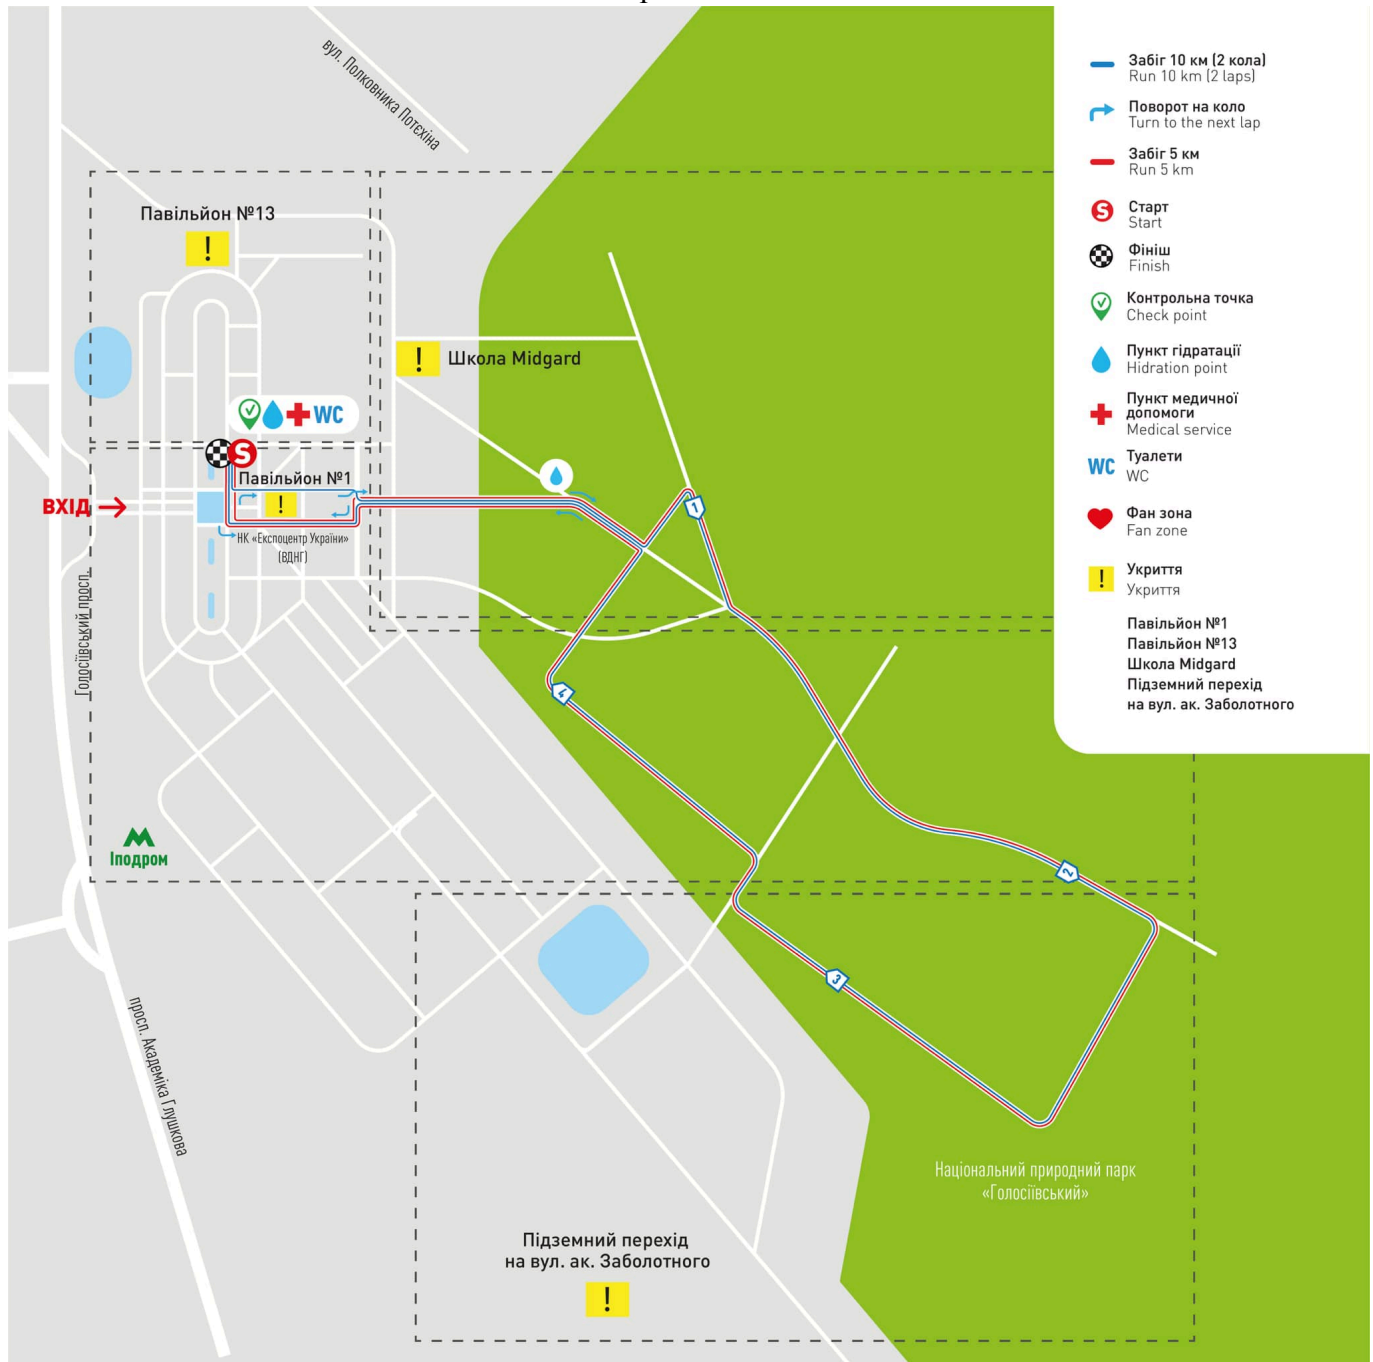 вул. Полковника Потєхіна
Павільйон №13
!
!
Школа Midgard
WC
S
Павільйон №1
!
ВХІД
НК «Експоцентр України»
(ВДНГ)
Голосіївський просп.
1
4
2
3
Іподром
просп. Академіка Глушкова
Національний природний парк
«Голосіївський»
Підземний перехід
на вул. ак. Заболотного
!
Забіг 10 км (2 кола)
Run 10 km (2 laps)
Поворот на коло
Turn to the next lap
Забіг 5 км
Run 5 km
S
Старт
Start
Фініш
Finish
Контрольна точка
Check point
Пункт гідратації
Hidration point
Пункт медичної
допомоги
Medical service
WC
Туалети
WC
Фан зона
Fan zone
!
Укриття
Укриття
Павільйон №1
Павільйон №13
Школа Midgard
Підземний перехід
на вул. ак. Заболотного